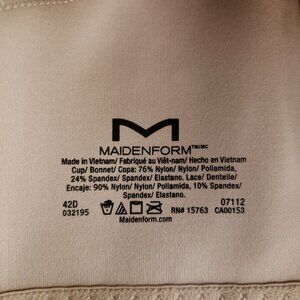 MAIDENFORM™/MC
Made in Vietnam/ Fabriqué au Viêt-nam/ Hecho en Vietnam
Cup/ Bonnet/ Copa: 76% Nylon/ Nylon/ Poliamida,
24% Spandex/ Spandex/ Elastano. Lace/ Dentelle/
Encaje: 90% Nylon/ Nylon/ Poliamida, 10% Spandex/
Spandex/ Elastano.
42D 07112
032195 RN# 15763 CA00153
Maidenform.com